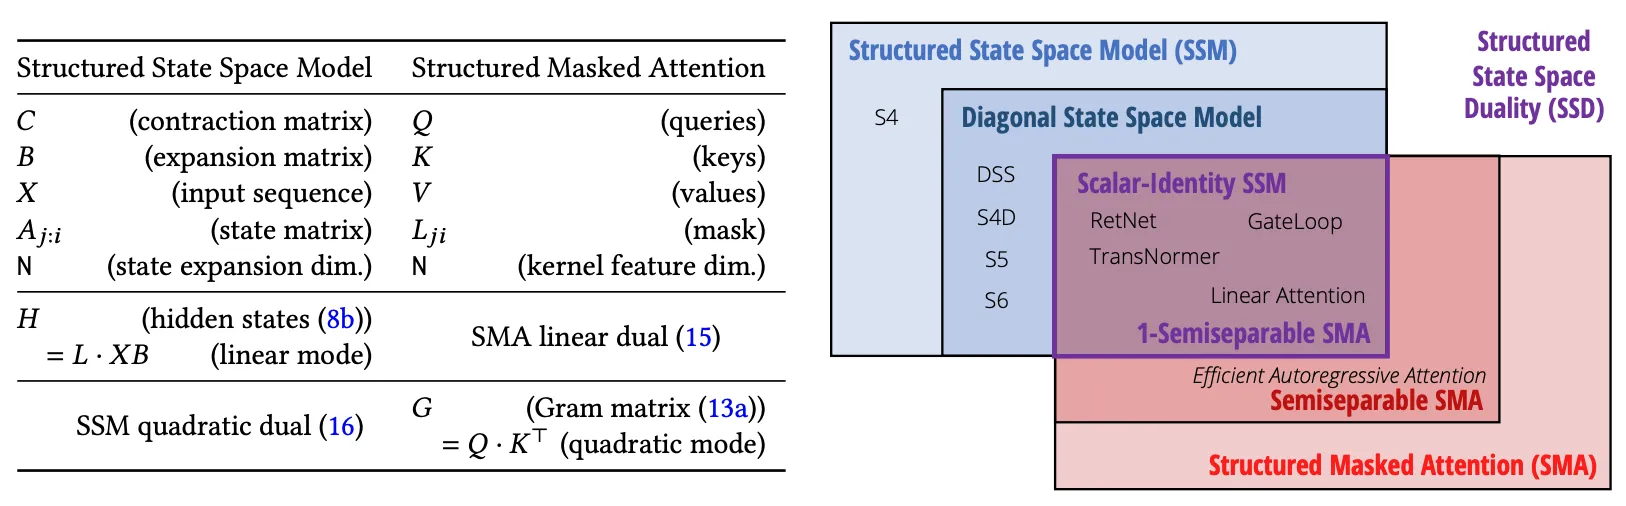 Structured State Space Model Structured Masked Attention
C (contraction matrix) Q (queries)
B (expansion matrix) K (keys)
X (input sequence) V (values)
A_{j:i} (state matrix) L_{ji} (mask)
N (state expansion dim.) N (kernel feature dim.)
H (hidden states (8b))
= L · XB (linear mode)
SMA linear dual (15)
SSM quadratic dual (16)
G (Gram matrix (13a))
= Q · K^⊤ (quadratic mode)
Structured State Space Model (SSM)
S4
Diagonal State Space Model
DSS
S4D
S5
S6
Scalar-Identity SSM
RetNet GateLoop
TransNormer
Linear Attention
1-Semiseparable SMA
Efficient Autoregressive Attention
Semiseparable SMA
Structured Masked Attention (SMA)
Structured
State Space
Duality (SSD)